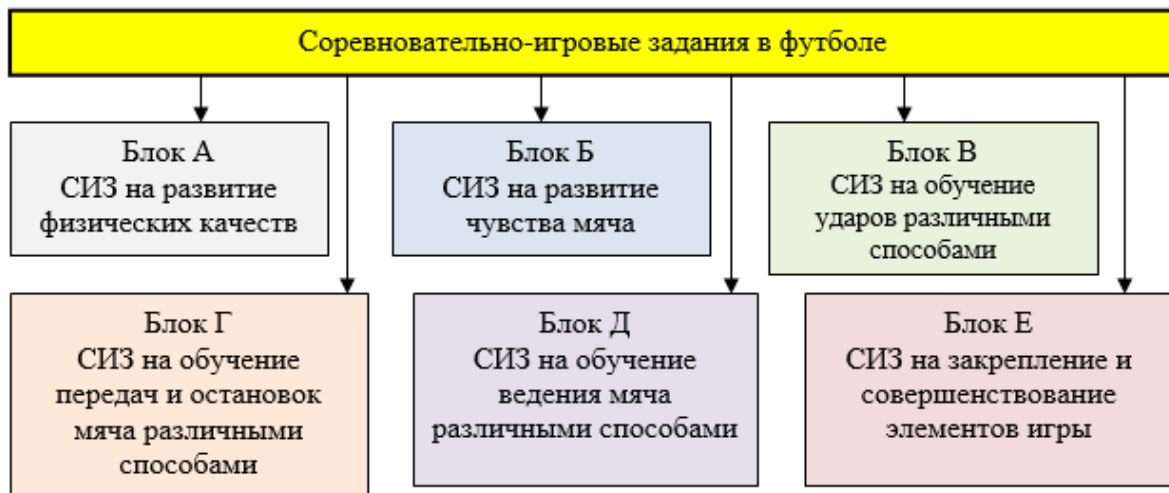 Соревновательно-игровые задания в футболе
Блок А
СИЗ на развитие
физических качеств
Блок Б
СИЗ на развитие
чувства мяча
Блок В
СИЗ на обучение
ударов различными
способами
Блок Г
СИЗ на обучение
передач и остановок
мяча различными
способами
Блок Д
СИЗ на обучение
ведения мяча
различными способами
Блок Е
СИЗ на закрепление и
совершенствование
элементов игры